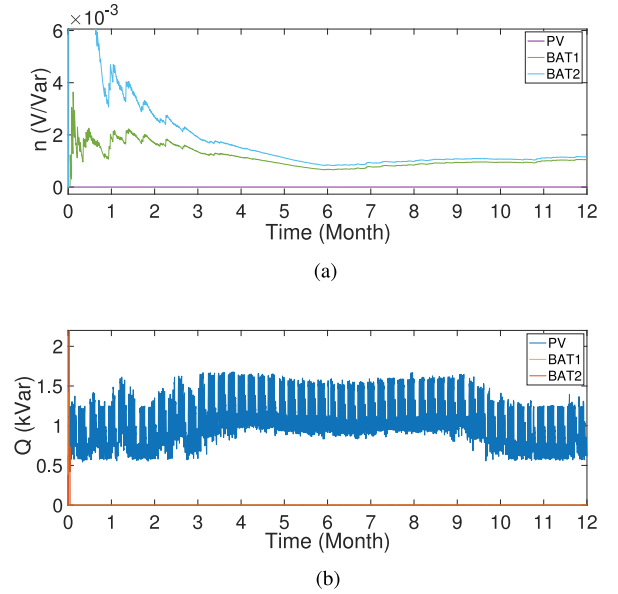 ×10⁻³
6
4
2
0
n (V/Var)
PV
BAT1
BAT2
0 1 2 3 4 5 6 7 8 9 10 11 12
Time (Month)
(a)
2
1.5
1
0.5
0
Q (kVar)
PV
BAT1
BAT2
0 1 2 3 4 5 6 7 8 9 10 11 12
Time (Month)
(b)